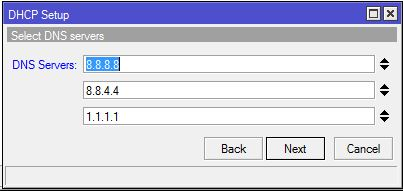 DHCP Setup
Select DNS servers
DNS Servers: 8.8.8.8
8.8.4.4
1.1.1.1
Back Next Cancel